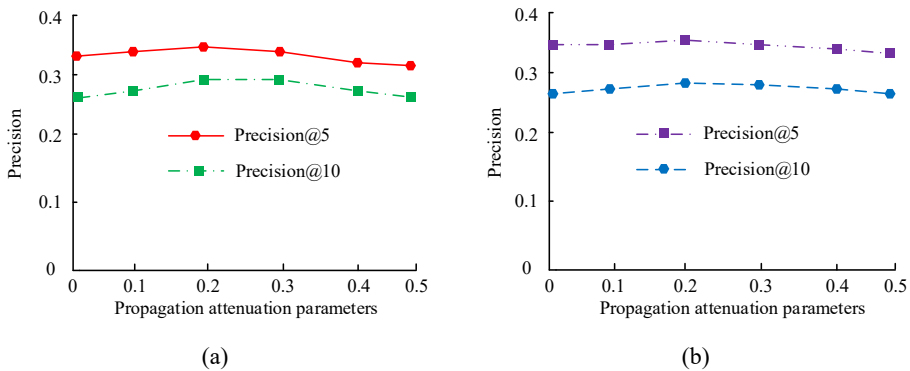 0.4
0.3
0.2
0.1
0
Precision
Precision@5
Precision@10
0 0.1 0.2 0.3 0.4 0.5
Propagation attenuation parameters
(a)
0.4
0.3
0.2
0.1
0
Precision
Precision@5
Precision@10
0 0.1 0.2 0.3 0.4 0.5
Propagation attenuation parameters
(b)